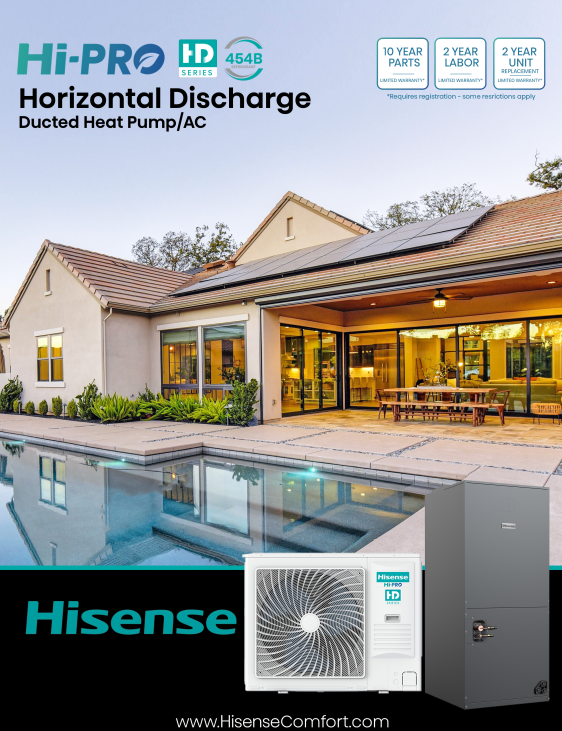 Hi-PRO
HD
SERIES
454B
REFRIGERANT
10 YEAR
PARTS
LIMITED WARRANTY*
2 YEAR
LABOR
LIMITED WARRANTY*
2 YEAR
UNIT
REPLACEMENT
LIMITED WARRANTY*
*Requires registration - some resrictions apply
Horizontal Discharge
Ducted Heat Pump/AC
Hisense
Hisense
Hi-PRO
HD
SERIES
Hisense
www.HisenseComfort.com